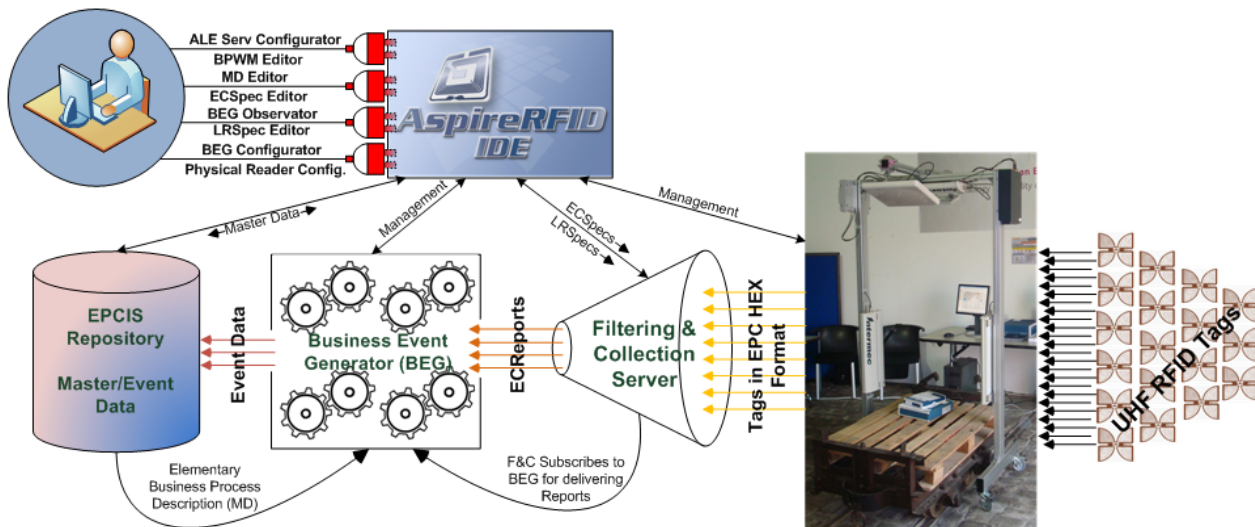 ALE Serv Configurator
BPWM Editor
MD Editor
ECSpec Editor
BEG Observator
LRSpec Editor
BEG Configurator
Physical Reader Config.
AspireRFID
IDE
Master Data
Management
ECSpecs
LRSpecs
Management
EPCIS
Repository
Master/Event
Data
Event Data
Business Event
Generator (BEG)
ECReports
Filtering &
Collection
Server
Tags in EPC HEX
Format
Intermec
UHF RFID Tags
Elementary
Business Process
Description (MD)
F&C Subscribes to
BEG for delivering
Reports